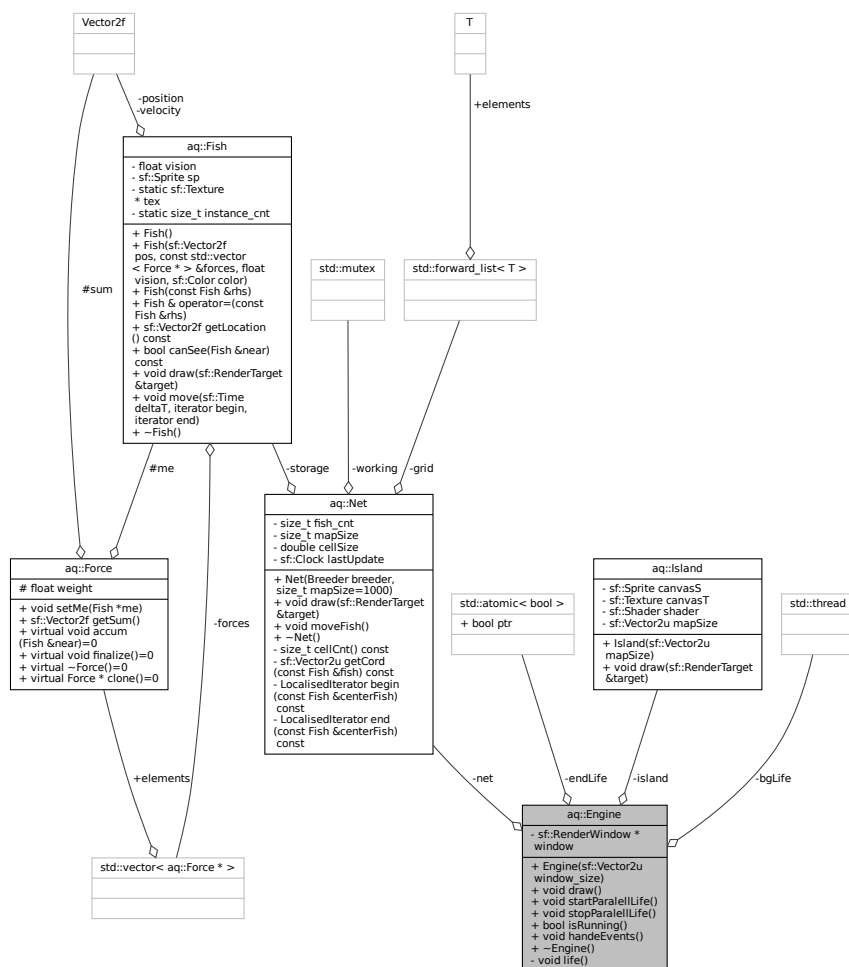 Vector2f
T
-position
-velocity
+elements
aq::Fish
- float vision
- sf::Sprite sp
- static sf::Texture
* tex
- static size_t instance_cnt
+ Fish()
+ Fish(sf::Vector2f
pos, const std::vector
< Force * > &forces, float
vision, sf::Color color)
+ Fish(const Fish &rhs)
+ Fish & operator=(const
Fish &rhs)
+ sf::Vector2f getLocation
() const
+ bool canSee(Fish &near)
const
+ void draw(sf::RenderTarget
&target)
+ void move(sf::Time
deltaT, iterator begin,
iterator end)
+ ~Fish()
std::mutex
std::forward_list< T >
#sum
#me
-storage
-working
-grid
aq::Net
- size_t fish_cnt
- size_t mapSize
- double cellSize
- sf::Clock lastUpdate
+ Net(Breeder breeder,
size_t mapSize=1000)
+ void draw(sf::RenderTarget
&target)
+ void moveFish()
+ ~Net()
- size_t cellCnt() const
- sf::Vector2u getCord
(const Fish &fish) const
- LocalisedIterator begin
(const Fish &centerFish)
const
- LocalisedIterator end
(const Fish &centerFish)
const
aq::Force
# float weight
+ void setMe(Fish *me)
+ sf::Vector2f getSum()
+ virtual void accum
(Fish &near)=0
+ virtual void finalize()=0
+ virtual ~Force()=0
+ virtual Force * clone()=0
-forces
std::atomic< bool >
+ bool ptr
aq::Island
- sf::Sprite canvasS
- sf::Texture canvasT
- sf::Shader shader
- sf::Vector2u mapSize
+ Island(sf::Vector2u
mapSize)
+ void draw(sf::RenderTarget
&target)
std::thread
+elements
-net
-endLife
-island
-bgLife
std::vector< aq::Force * >
aq::Engine
- sf::RenderWindow *
window
+ Engine(sf::Vector2u
window_size)
+ void draw()
+ void startParalellLife()
+ void stopParalellLife()
+ bool isRunning()
+ void handeEvents()
+ ~Engine()
- void life()